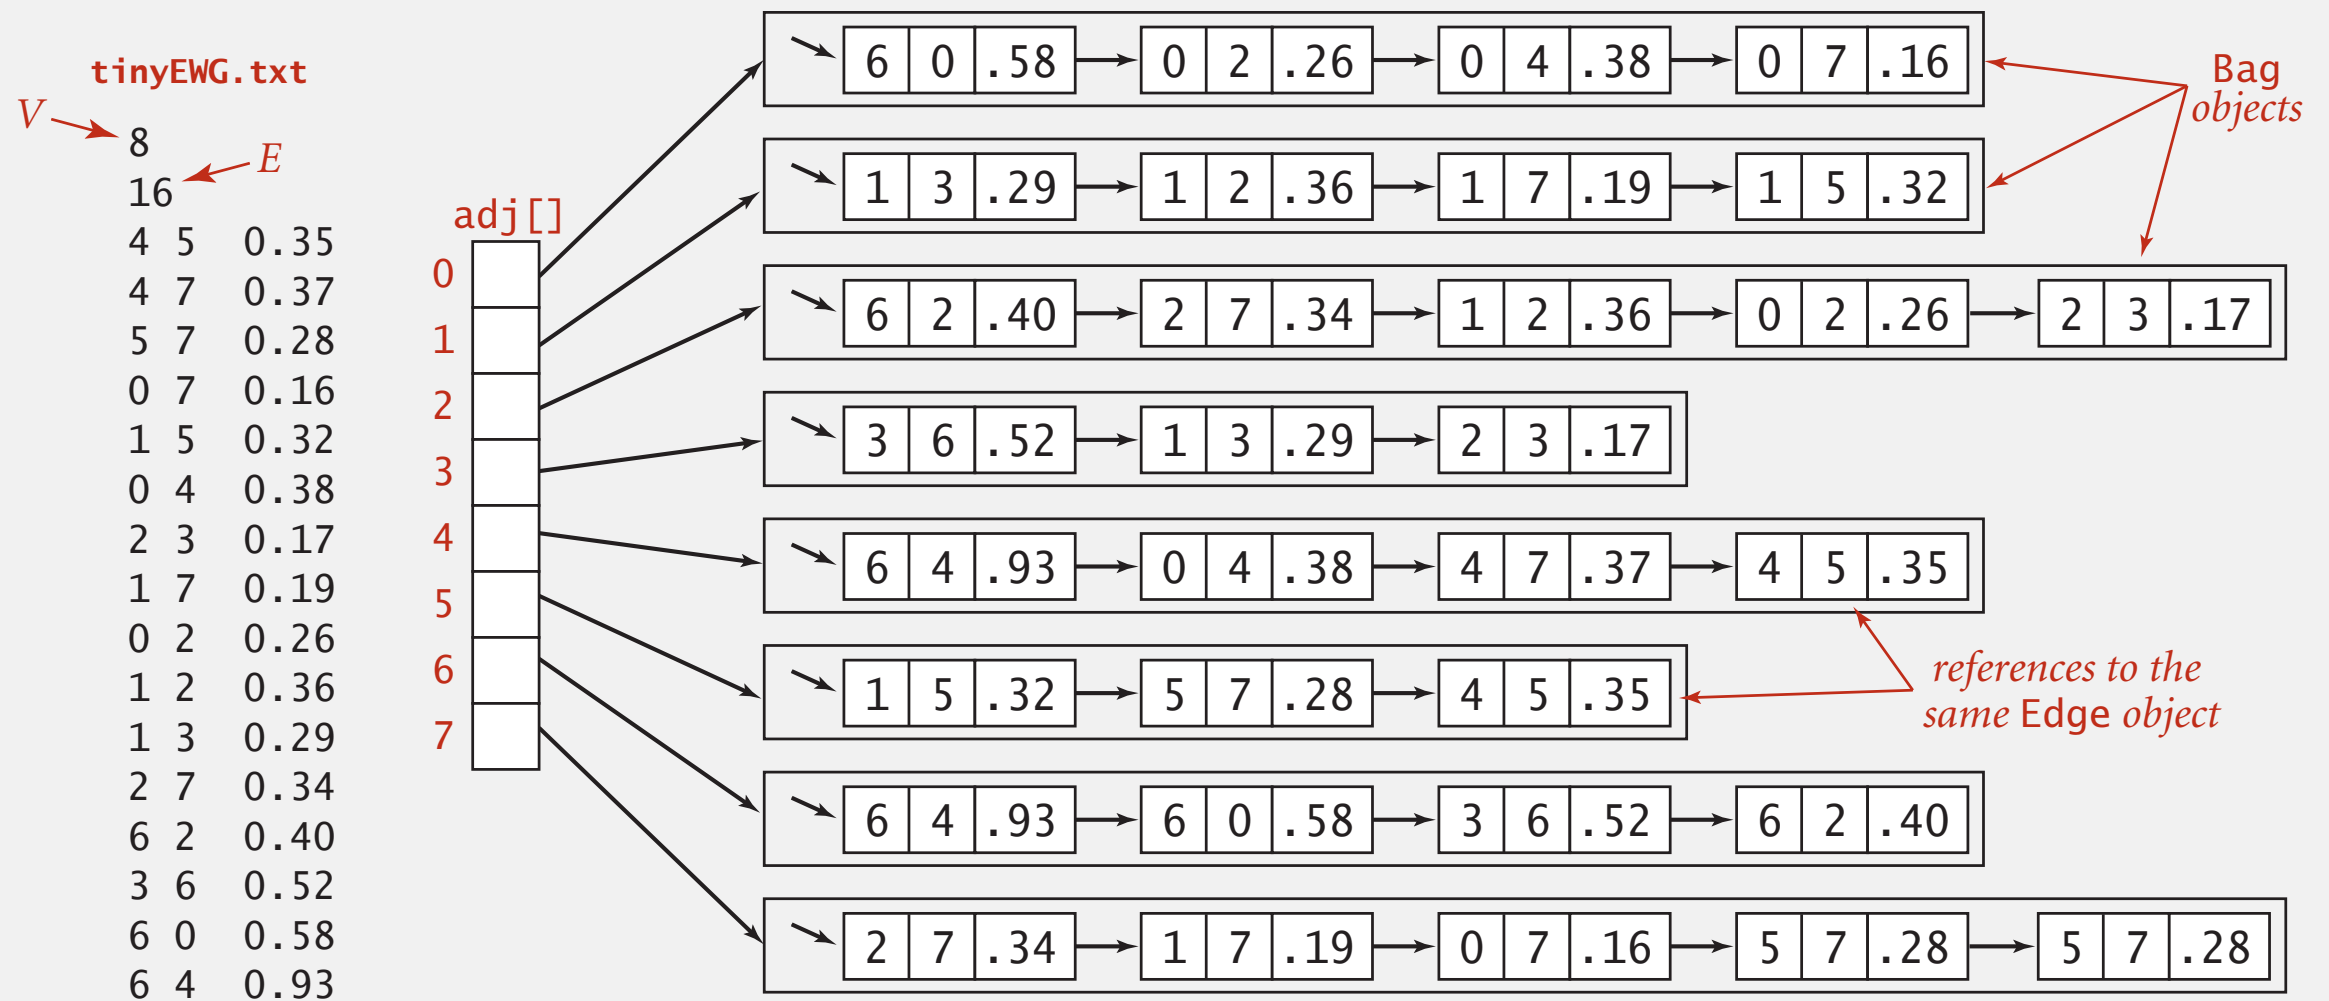 tinyEWG.txt
V
8
E
16
4 5 0.35
4 7 0.37
5 7 0.28
0 7 0.16
1 5 0.32
0 4 0.38
2 3 0.17
1 7 0.19
0 2 0.26
1 2 0.36
1 3 0.29
2 7 0.34
6 2 0.40
3 6 0.52
6 0 0.58
6 4 0.93
adj[]
0
1
2
3
4
5
6
7
6 0 .58 0 2 .26 0 4 .38 0 7 .16
1 3 .29 1 2 .36 1 7 .19 1 5 .32
6 2 .40 2 7 .34 1 2 .36 0 2 .26 2 3 .17
3 6 .52 1 3 .29 2 3 .17
6 4 .93 0 4 .38 4 7 .37 4 5 .35
1 5 .32 5 7 .28 4 5 .35
6 4 .93 6 0 .58 3 6 .52 6 2 .40
2 7 .34 1 7 .19 0 7 .16 5 7 .28 5 7 .28
Bag
objects
references to the
same Edge object